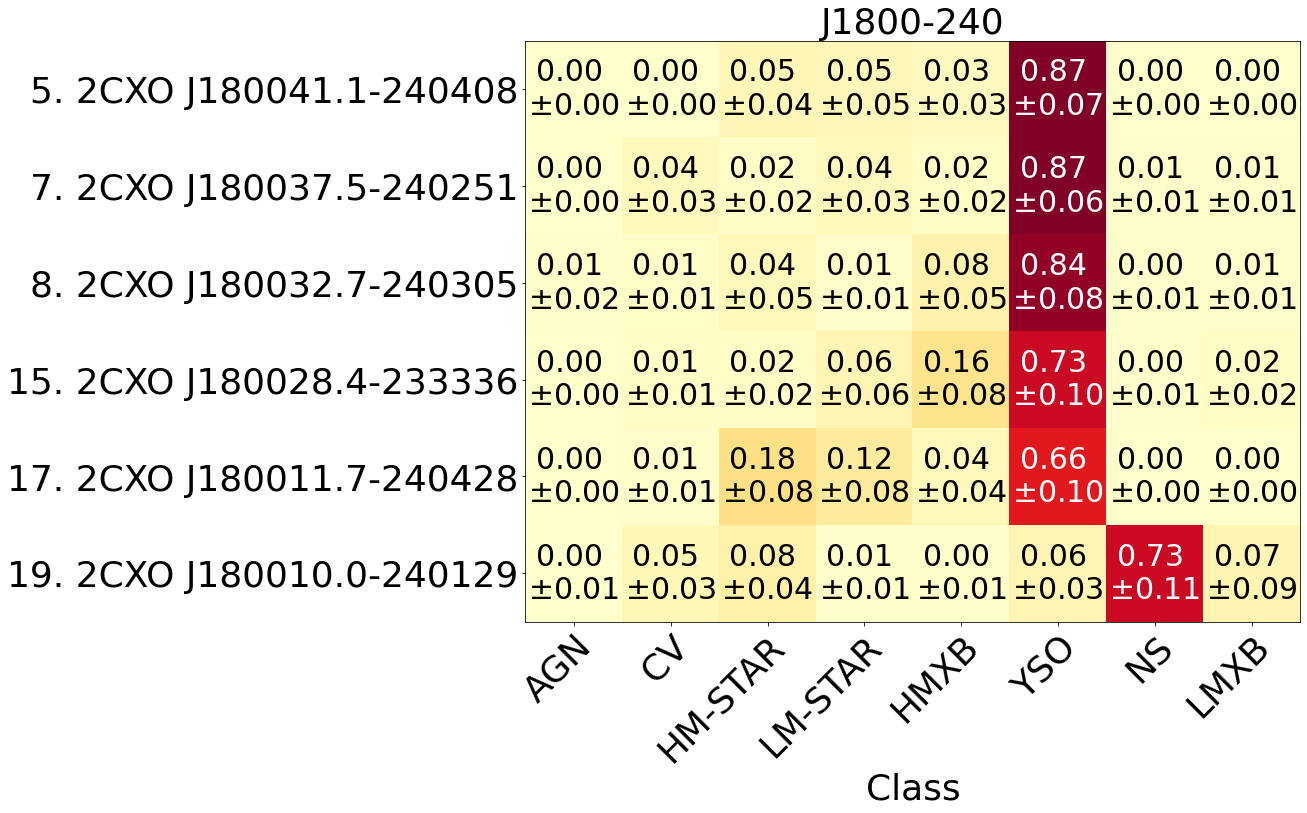 J1800-240
5. 2CXO J180041.1-240408 0.00 0.00 0.05 0.05 0.03 0.87 0.00 0.00
±0.00 ±0.00 ±0.04 ±0.05 ±0.03 ±0.07 ±0.00 ±0.00
7. 2CXO J180037.5-240251 0.00 0.04 0.02 0.04 0.02 0.87 0.01 0.01
±0.00 ±0.03 ±0.02 ±0.03 ±0.02 ±0.06 ±0.01 ±0.01
8. 2CXO J180032.7-240305 0.01 0.01 0.04 0.01 0.08 0.84 0.00 0.01
±0.02 ±0.01 ±0.05 ±0.01 ±0.05 ±0.08 ±0.01 ±0.01
15. 2CXO J180028.4-233336 0.00 0.01 0.02 0.06 0.16 0.73 0.00 0.02
±0.00 ±0.01 ±0.02 ±0.06 ±0.08 ±0.10 ±0.01 ±0.02
17. 2CXO J180011.7-240428 0.00 0.01 0.18 0.12 0.04 0.66 0.00 0.00
±0.00 ±0.01 ±0.08 ±0.08 ±0.04 ±0.10 ±0.00 ±0.00
19. 2CXO J180010.0-240129 0.00 0.05 0.08 0.01 0.00 0.06 0.73 0.07
±0.01 ±0.03 ±0.04 ±0.01 ±0.01 ±0.03 ±0.11 ±0.09
AGN CV HM-STAR LM-STAR HMXB YSO NS LMXB
Class